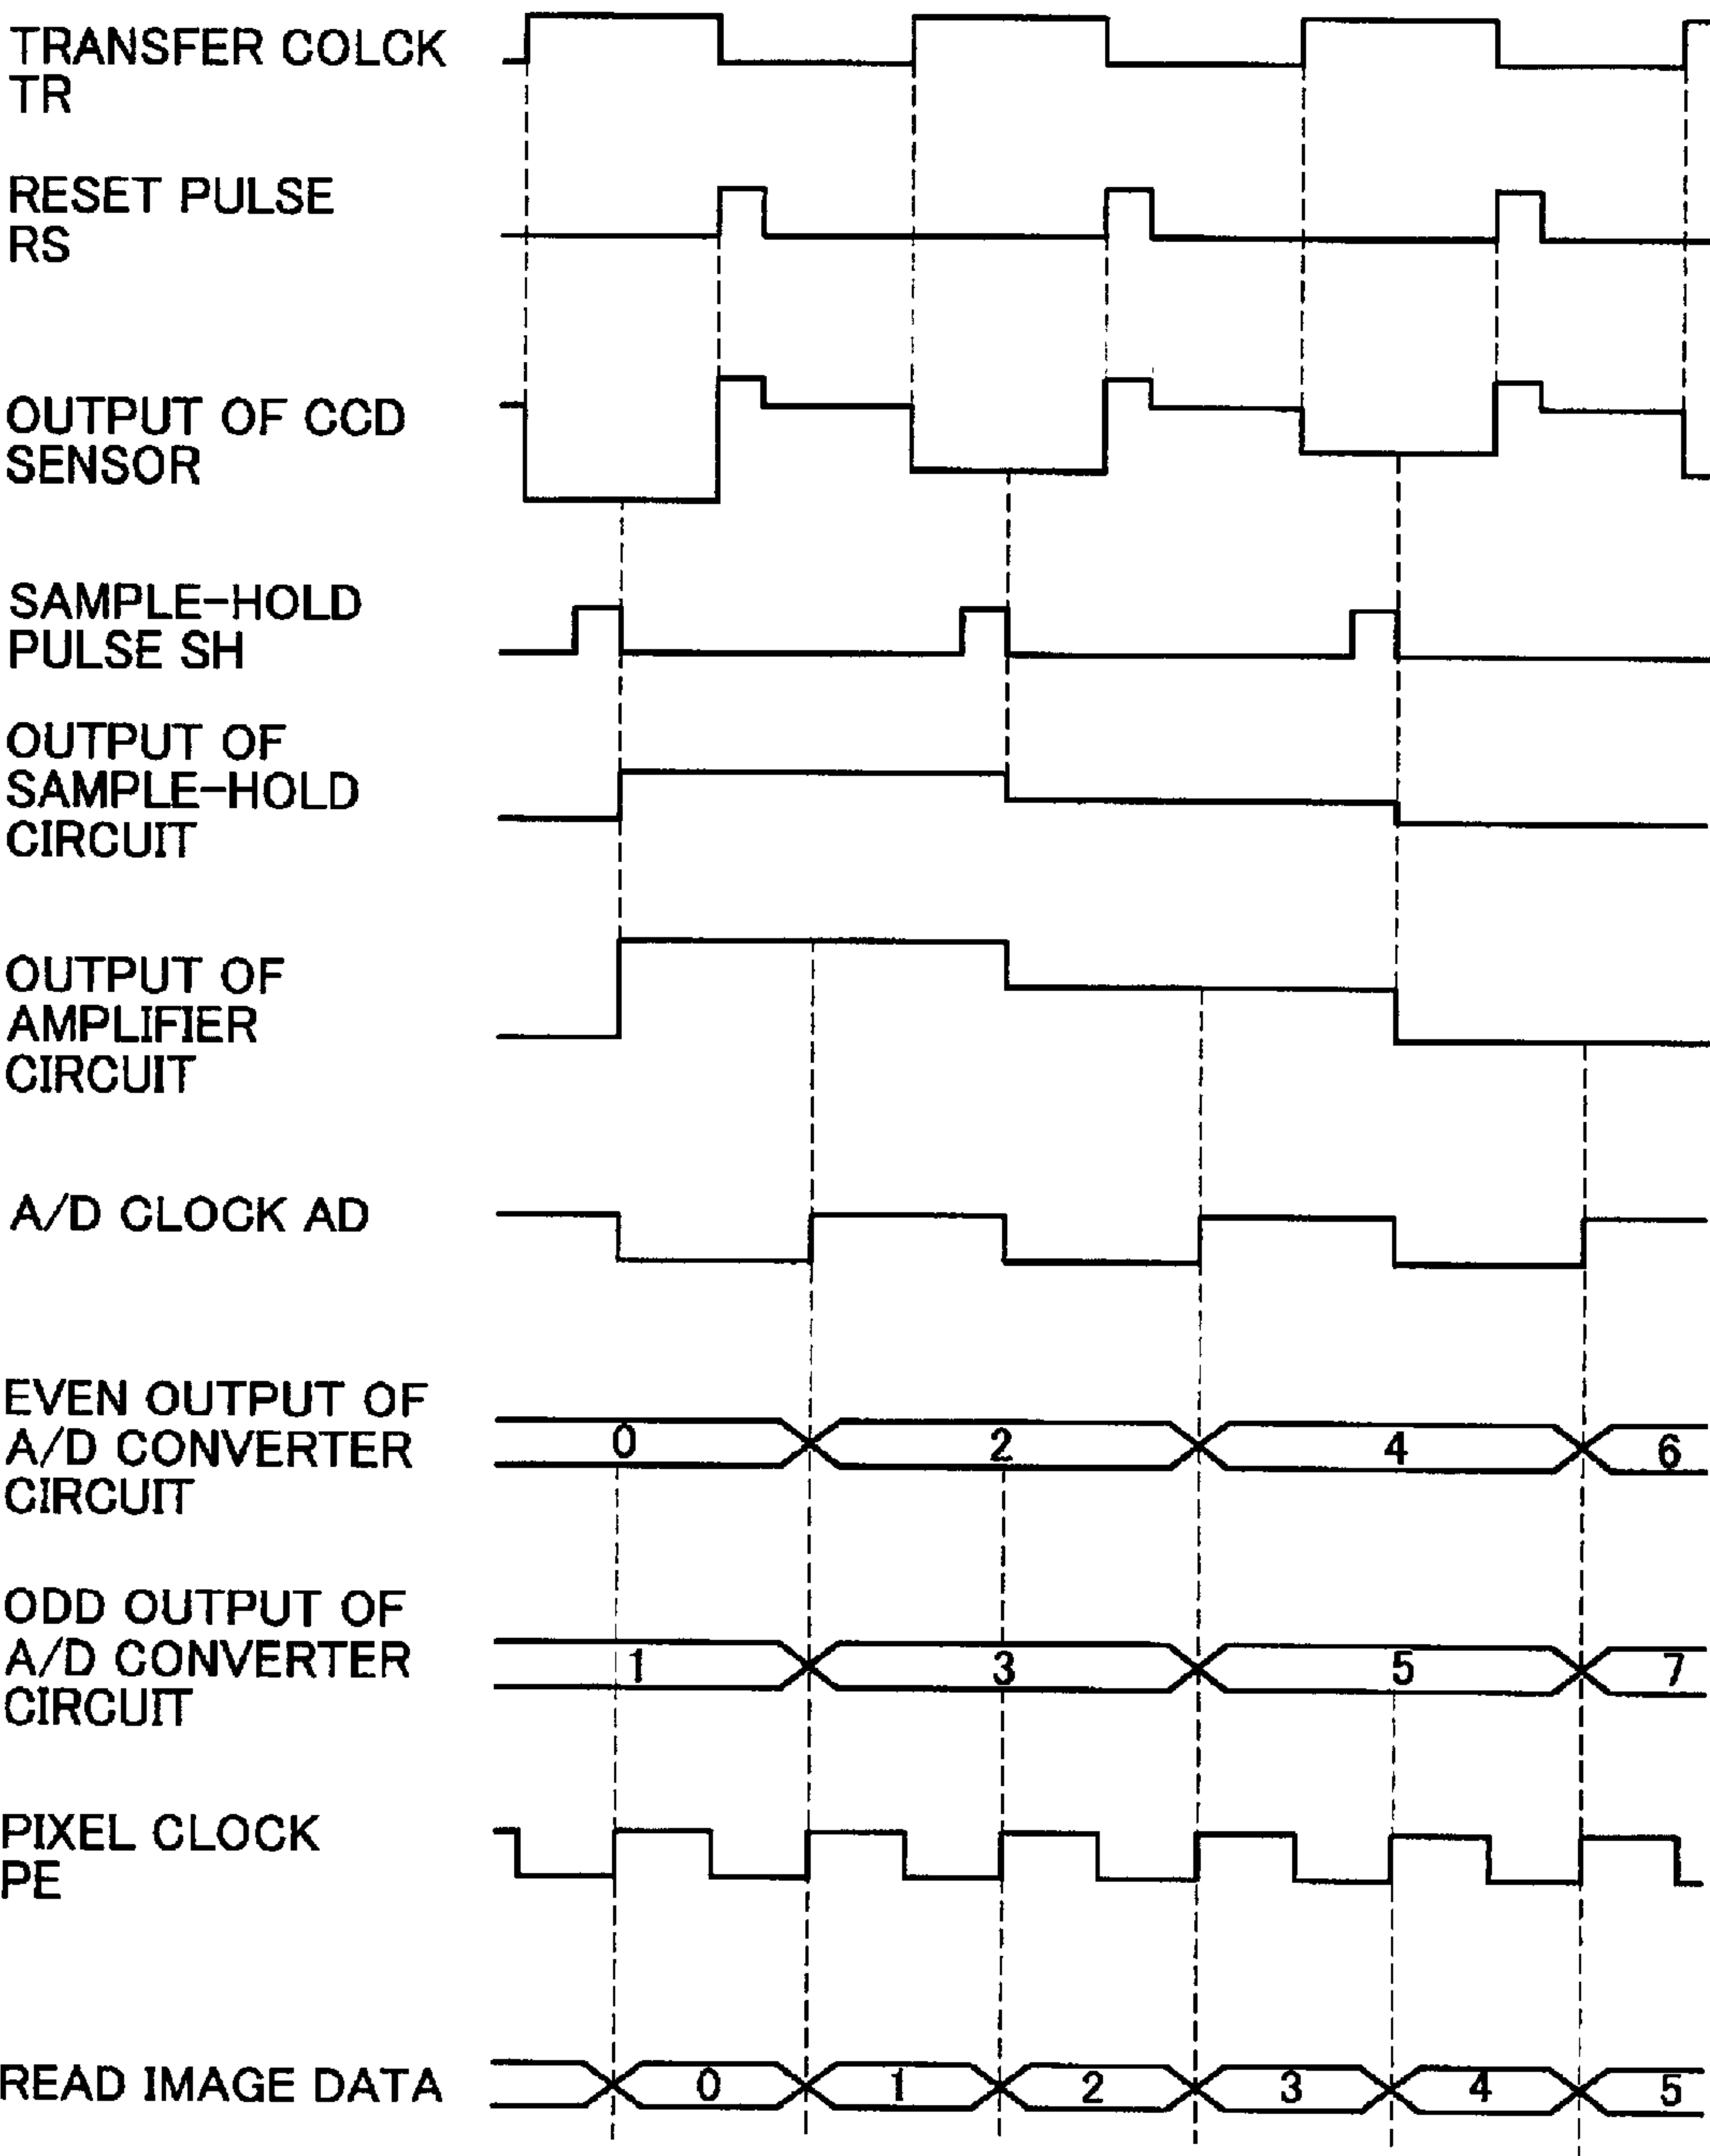 TRANSFER COLCK
TR
RESET PULSE
RS
OUTPUT OF CCD
SENSOR
SAMPLE-HOLD
PULSE SH
OUTPUT OF
SAMPLE-HOLD
CIRCUIT
OUTPUT OF
AMPLIFIER
CIRCUIT
A/D CLOCK AD
EVEN OUTPUT OF
A/D CONVERTER
CIRCUIT
0 2 4 6
ODD OUTPUT OF
A/D CONVERTER
CIRCUIT
1 3 5 7
PIXEL CLOCK
PE
READ IMAGE DATA
0 1 2 3 4 5